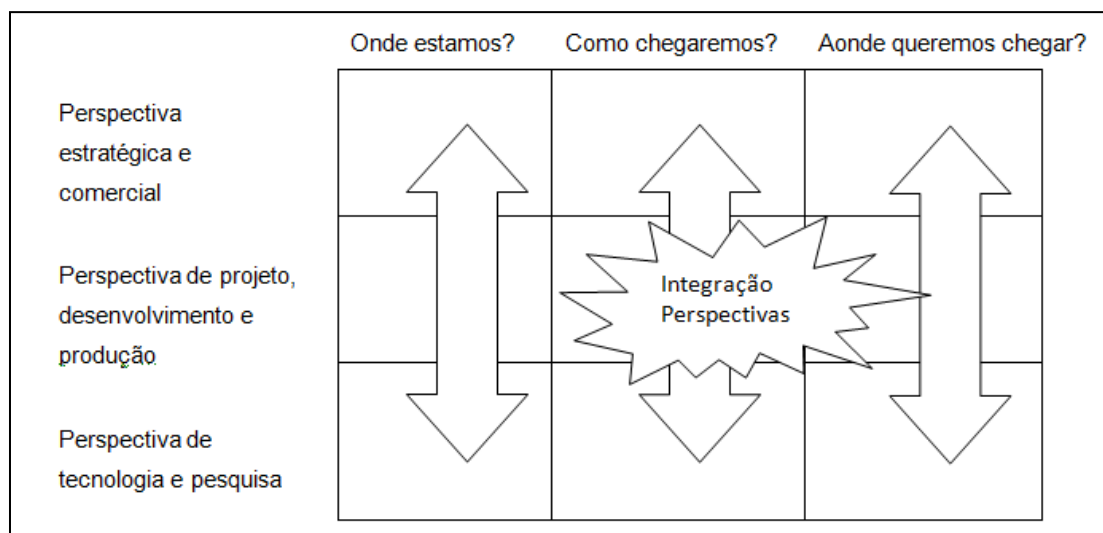 Onde estamos?
Como chegaremos?
Aonde queremos chegar?
Perspectiva
estratégica e
comercial
Perspectiva de projeto,
desenvolvimento e
produção
Integração
Perspectivas
Perspectiva de
tecnologia e pesquisa